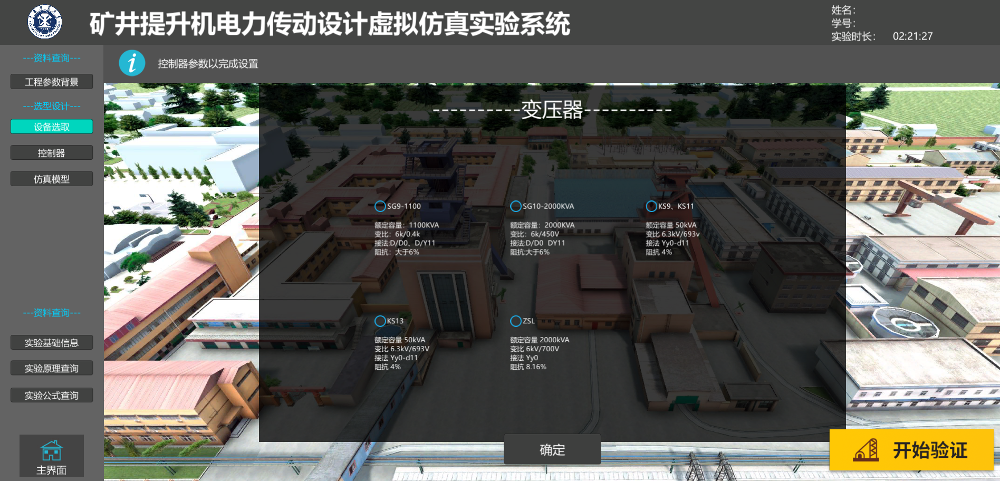 矿井提升机电力传动设计虚拟仿真实验系统
姓名：
学号：
实验时长： 02:21:27
---资料查询---
工程参数背景
---选型设计---
设备选取
控制器
仿真模型
---资料查询---
实验基础信息
实验原理查询
实验公式查询
主界面
控制器参数以完成设置
----------变压器----------
SG9-1100
额定容量：1100KVA
变比：6k/0.4k
接法:D/D0、D/Y11
阻抗：大于6%
SG10-2000KVA
额定容量：2000KVA
变比：6k/450V
接法:D/D0 DY11
阻抗:大于6%
KS9、KS11
额定容量 50kVA
变比 6.3kV/693v
接法 Yy0-d11
阻抗 4%
KS13
额定容量 50kVA
变比 6.3kV/693V
接法 Yy0-d11
阻抗 4%
ZSL
额定容量 2000kVA
变比 6kV/700V
接法 Yy0
阻抗 8.16%
确定
开始验证